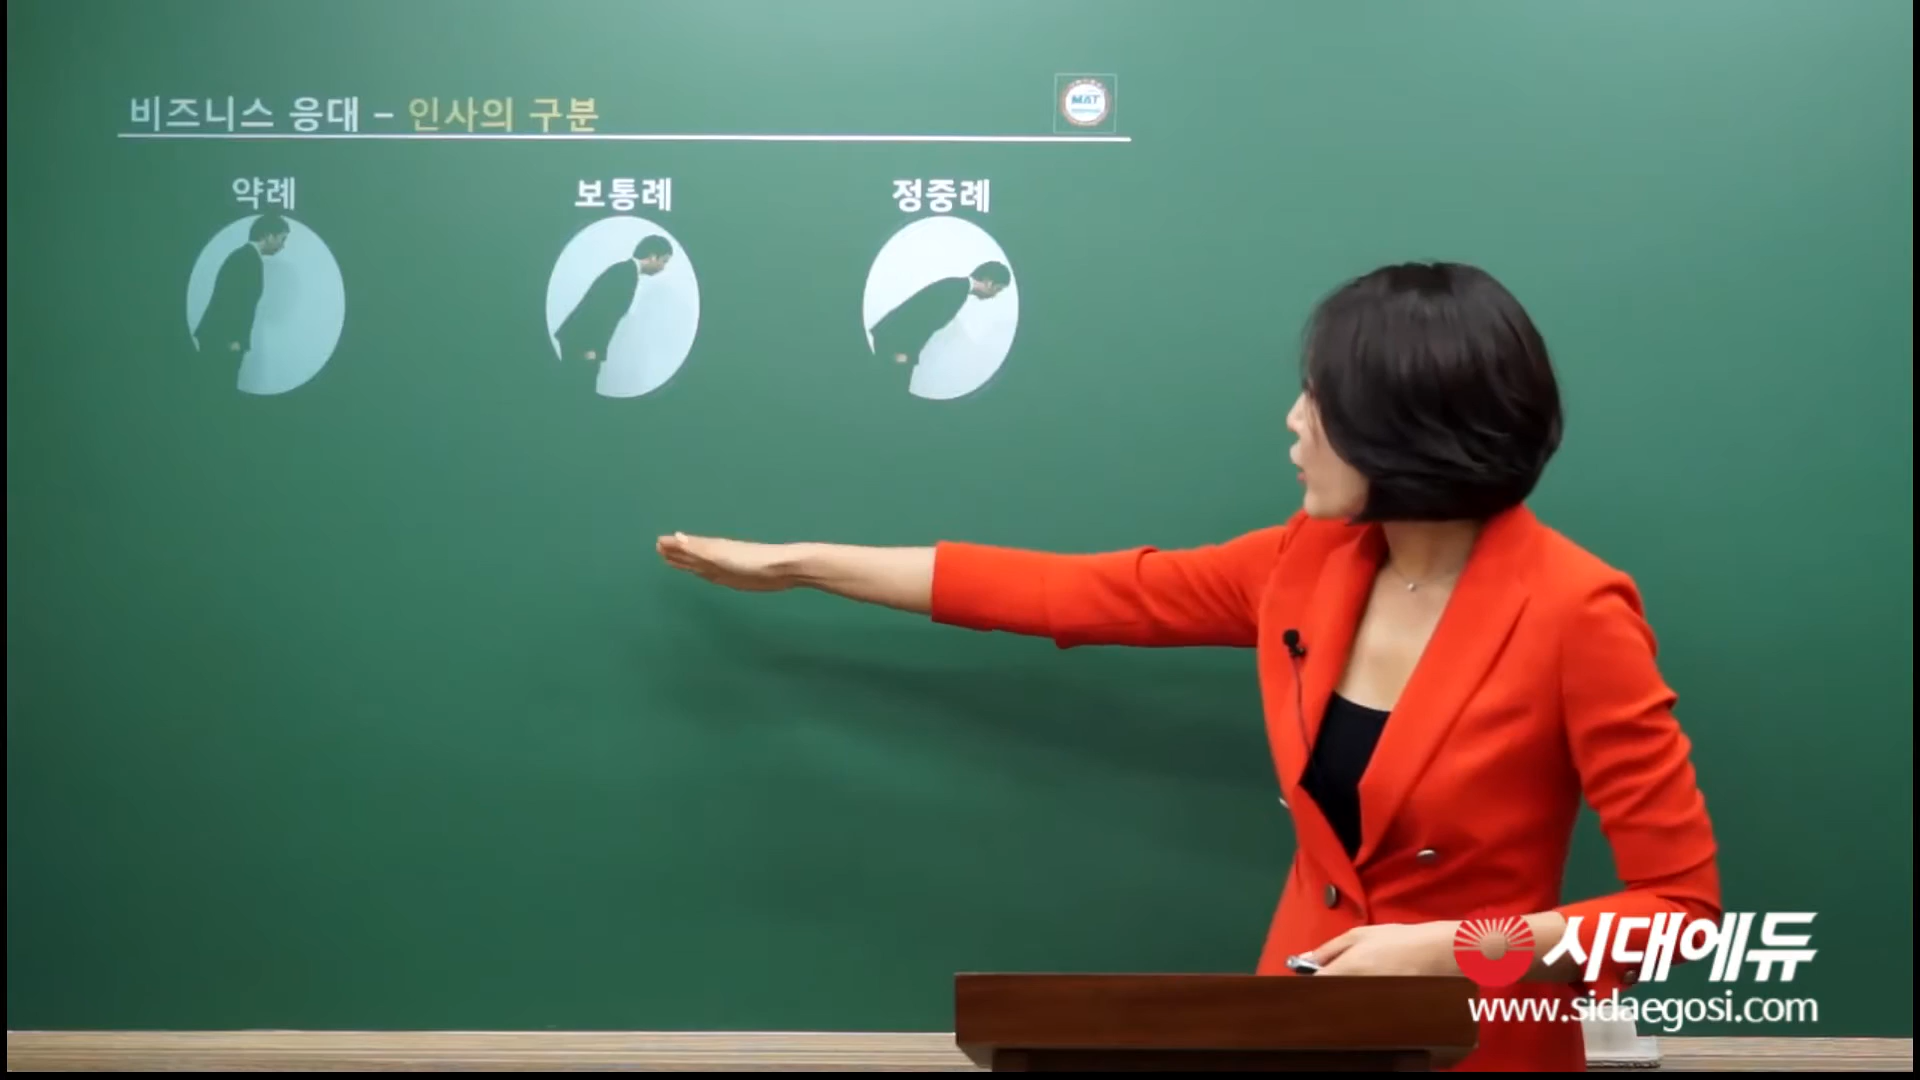 비즈니스 응대 – 인사의 구분
MAT
약례
보통례
정중례
시대에듀
www.sidaegosi.com